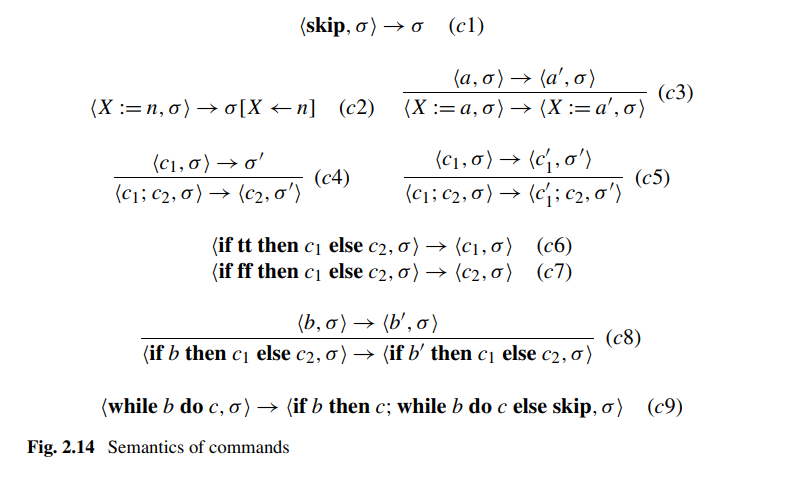 ⟨skip, σ⟩ → σ (c1)
⟨a, σ⟩ → ⟨a′, σ⟩
⟨X := n, σ⟩ → σ[X ← n] (c2) ⟨X := a, σ⟩ → ⟨X := a′, σ⟩ (c3)
⟨c₁, σ⟩ → σ′
⟨c₁; c₂, σ⟩ → ⟨c₂, σ′⟩ (c4)
⟨c₁, σ⟩ → ⟨c₁′, σ′⟩
⟨c₁; c₂, σ⟩ → ⟨c₁′; c₂, σ′⟩ (c5)
⟨if tt then c₁ else c₂, σ⟩ → ⟨c₁, σ⟩ (c6)
⟨if ff then c₁ else c₂, σ⟩ → ⟨c₂, σ⟩ (c7)
⟨b, σ⟩ → ⟨b′, σ⟩
⟨if b then c₁ else c₂, σ⟩ → ⟨if b′ then c₁ else c₂, σ⟩ (c8)
⟨while b do c, σ⟩ → ⟨if b then c; while b do c else skip, σ⟩ (c9)
Fig. 2.14 Semantics of commands